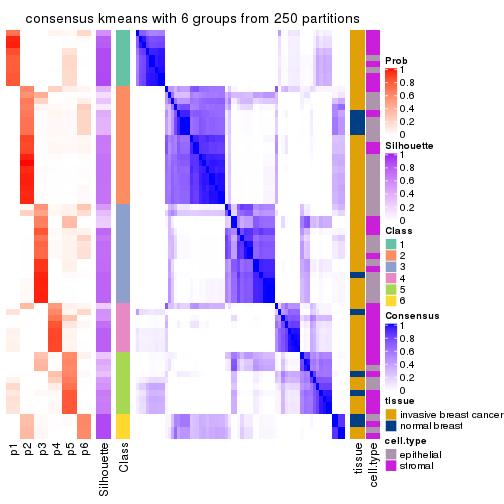 consensus kmeans with 6 groups from 250 partitions
Prob
1
0.8
0.6
0.4
0.2
0
Silhouette
1
0.8
0.6
0.4
0.2
0
Class
1
2
3
4
5
6
Consensus
1
0.8
0.6
0.4
0.2
0
tissue
invasive breast cancer
normal breast
cell.type
epithelial
stromal
p1
p2
p3
p4
p5
p6
Silhouette
Class
tissue
cell.type